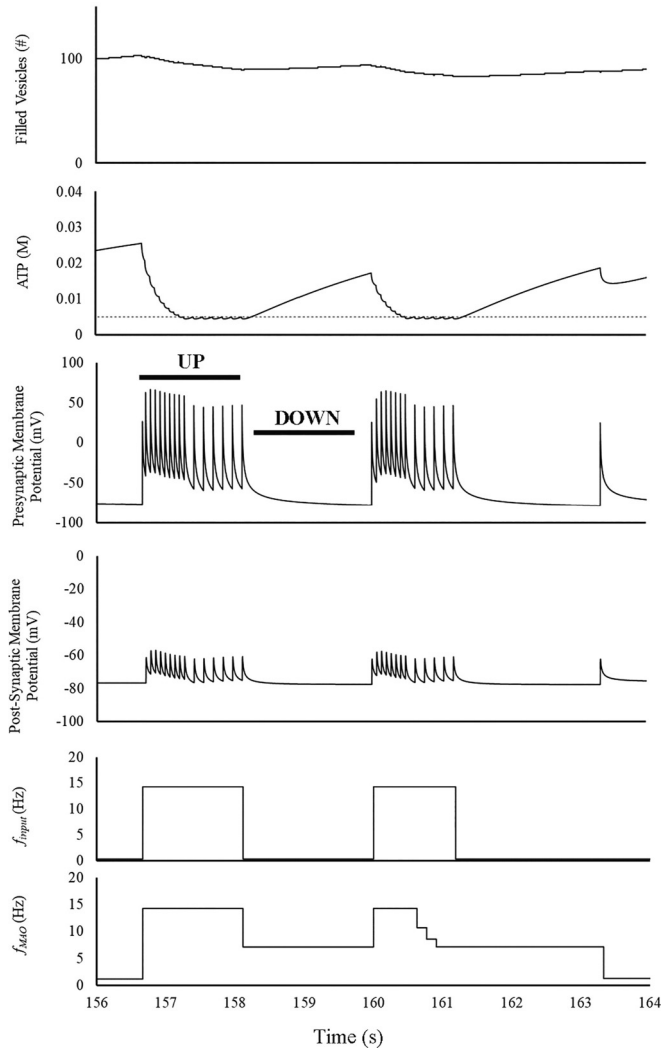 Filled Vesicles (#)
100
0
ATP (M)
0.04
0.03
0.02
0.01
0
Presynaptic Membrane
Potential (mV)
100
50
0
-50
-100
UP
DOWN
Post-Synaptic Membrane
Potential (mV)
0
-20
-40
-60
-80
-100
finput (Hz)
20
15
10
5
0
fMAO (Hz)
20
15
10
5
0
156 157 158 159 160 161 162 163 164
Time (s)